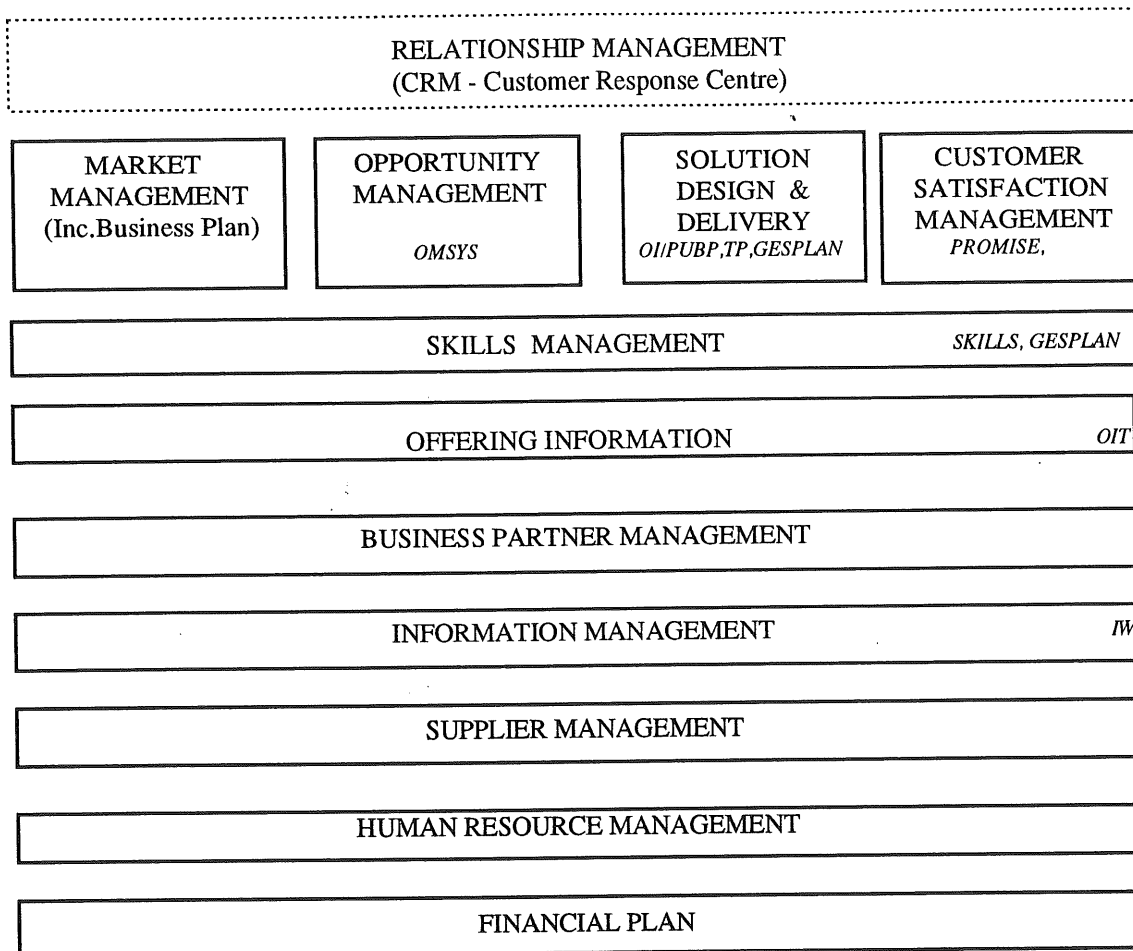 RELATIONSHIP MANAGEMENT
(CRM - Customer Response Centre)
MARKET
MANAGEMENT
(Inc.Business Plan)
OPPORTUNITY
MANAGEMENT
OMSYS
SOLUTION
DESIGN &
DELIVERY
OI/PUBP,TP,GESPLAN
CUSTOMER
SATISFACTION
MANAGEMENT
PROMISE,
SKILLS MANAGEMENT SKILLS, GESPLAN
OFFERING INFORMATION OIT
BUSINESS PARTNER MANAGEMENT
INFORMATION MANAGEMENT IW
SUPPLIER MANAGEMENT
HUMAN RESOURCE MANAGEMENT
FINANCIAL PLAN